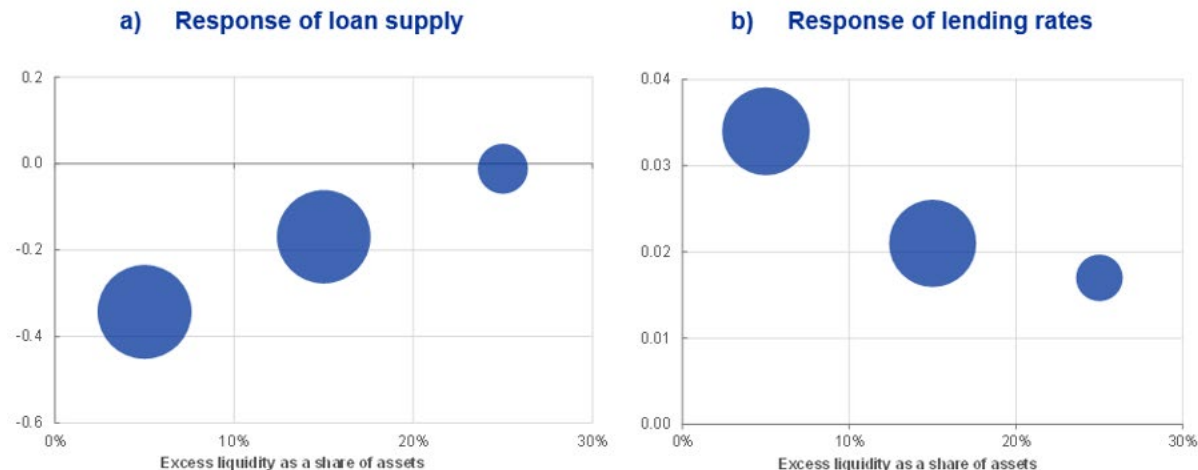 a) Response of loan supply
0.2
0.0
-0.2
-0.4
-0.6
0% 10% 20% 30%
Excess liquidity as a share of assets
b) Response of lending rates
0.04
0.03
0.02
0.01
0.00
0% 10% 20% 30%
Excess liquidity as a share of assets